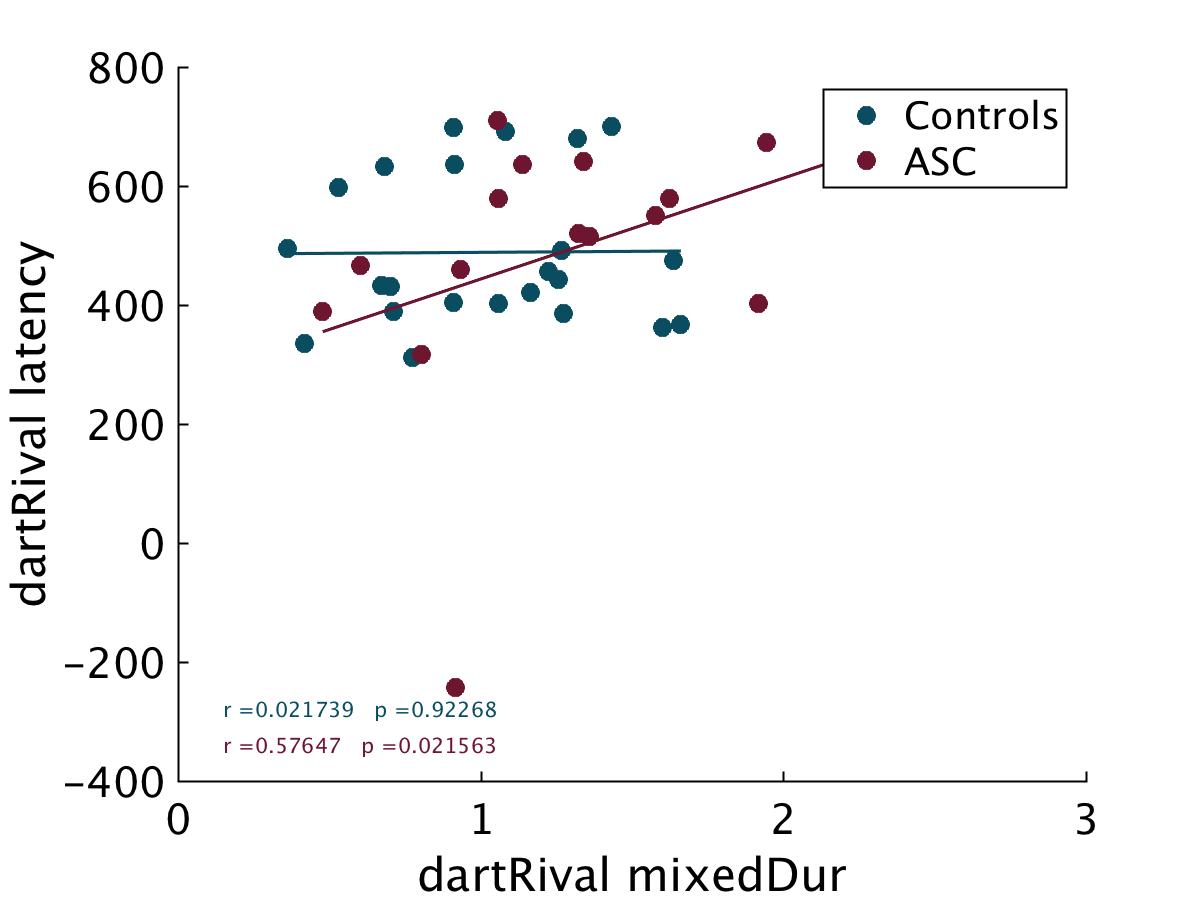 800
600
400
200
0
−200
−400
dartRival latency
Controls
ASC
r =0.021739 p =0.92268
r =0.57647 p =0.021563
0 1 2 3
dartRival mixedDur